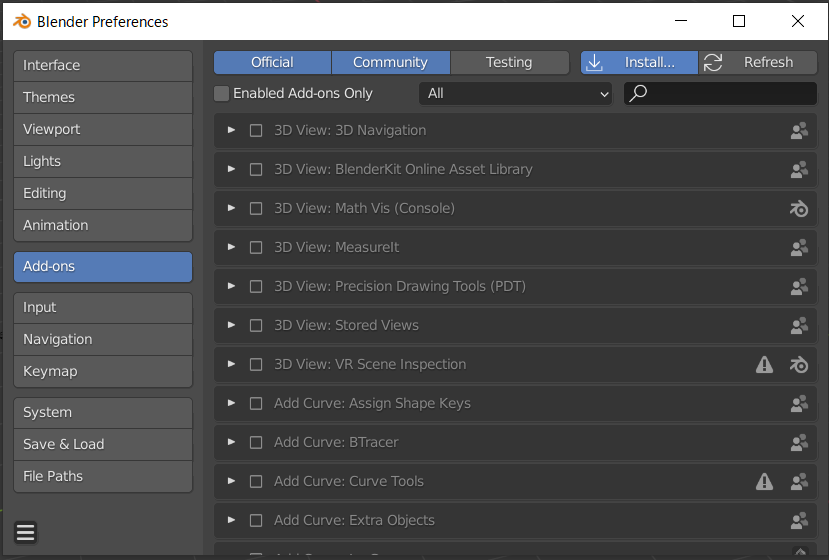 Blender Preferences
Interface
Themes
Viewport
Lights
Editing
Animation
Add-ons
Input
Navigation
Keymap
System
Save & Load
File Paths
Official Community Testing Install... Refresh
Enabled Add-ons Only All
3D View: 3D Navigation
3D View: BlenderKit Online Asset Library
3D View: Math Vis (Console)
3D View: MeasureIt
3D View: Precision Drawing Tools (PDT)
3D View: Stored Views
3D View: VR Scene Inspection
Add Curve: Assign Shape Keys
Add Curve: BTracer
Add Curve: Curve Tools
Add Curve: Extra Objects